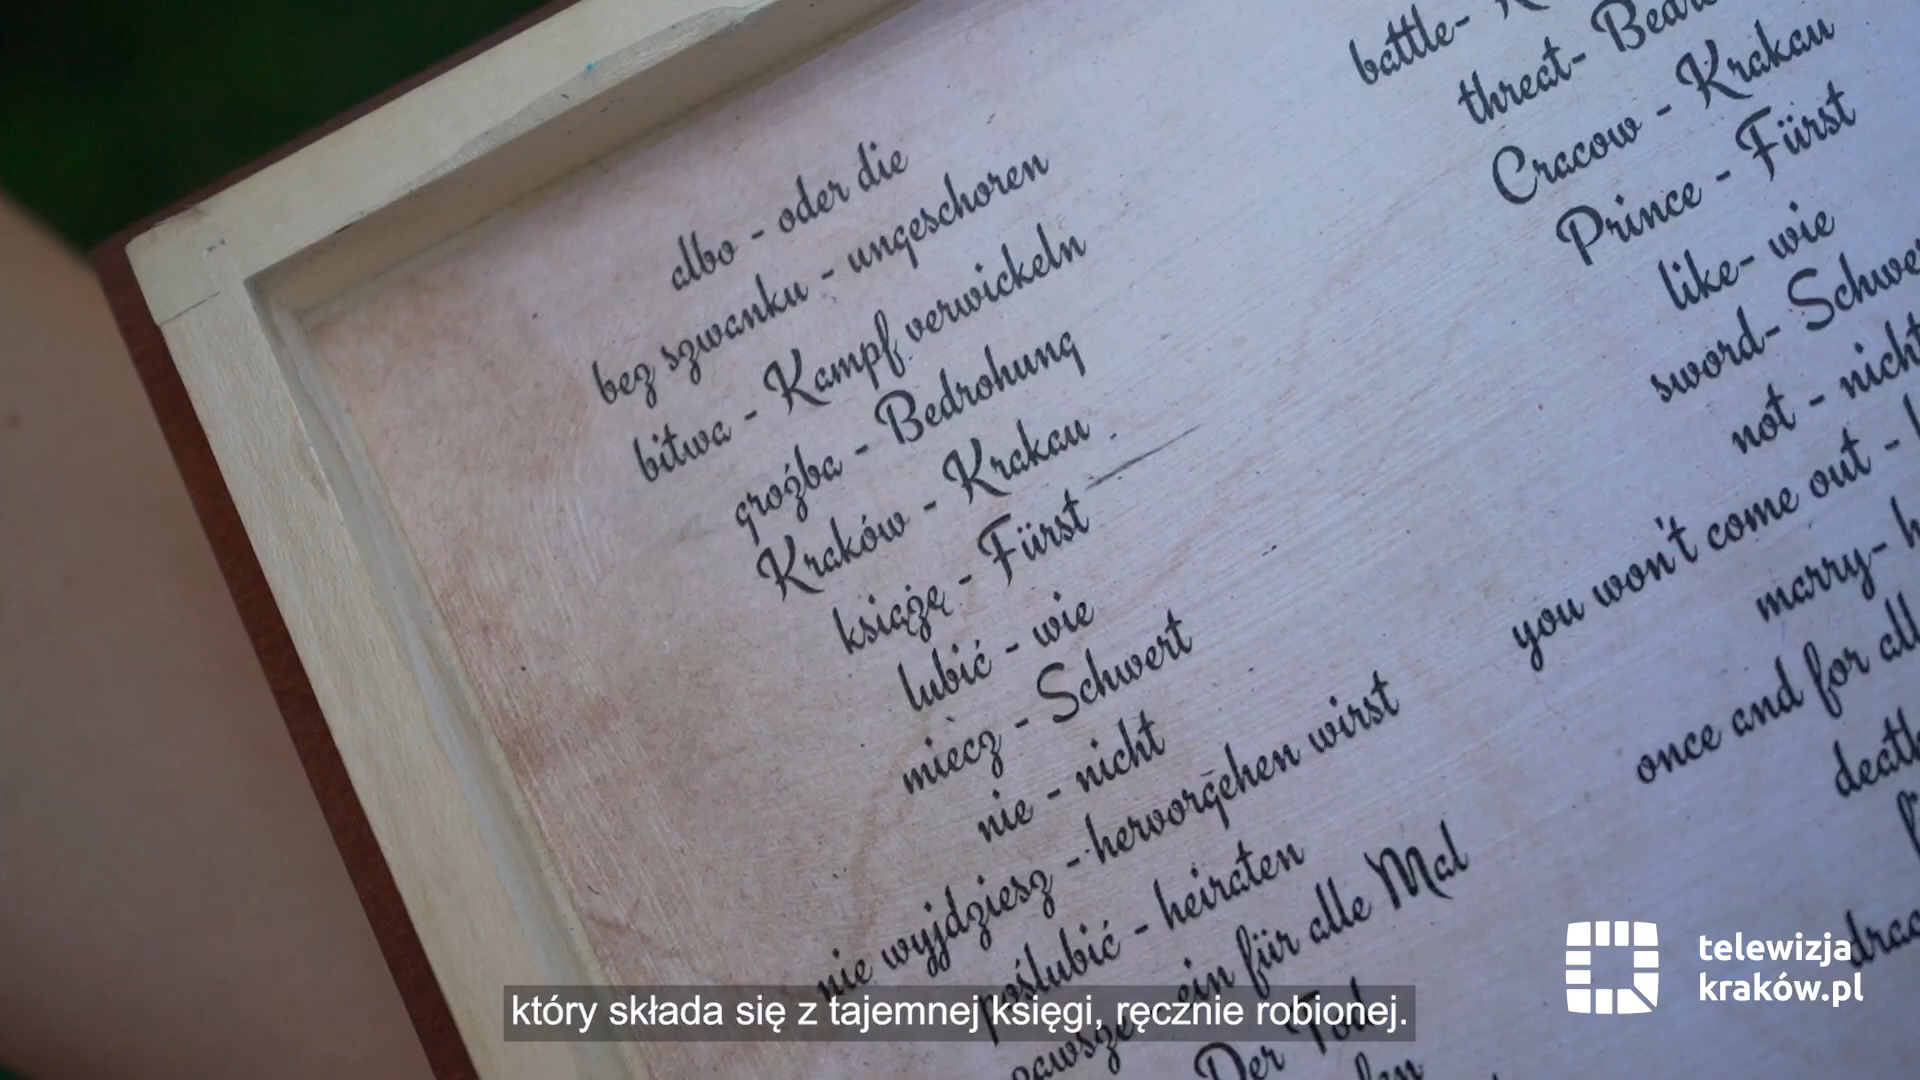 albo - oder die
bez szwanku - ungeschoren
bitwa - Kampf verwickeln
groźba - Bedrohung
Kraków - Krakau
książę - Fürst
lubić - wie
miecz - Schwert
nie - nicht
nie wyjdziesz - hervorgehen wirst
poślubić - heiraten
ein für alle Mal
Der Tod
battle-
threat-
Cracow - Krakau
Prince - Fürst
like- wie
sword-
not - nicht
you won't come out -
marry-
once and for all
który składa się z tajemnej księgi, ręcznie robionej.
telewizja
kraków.pl